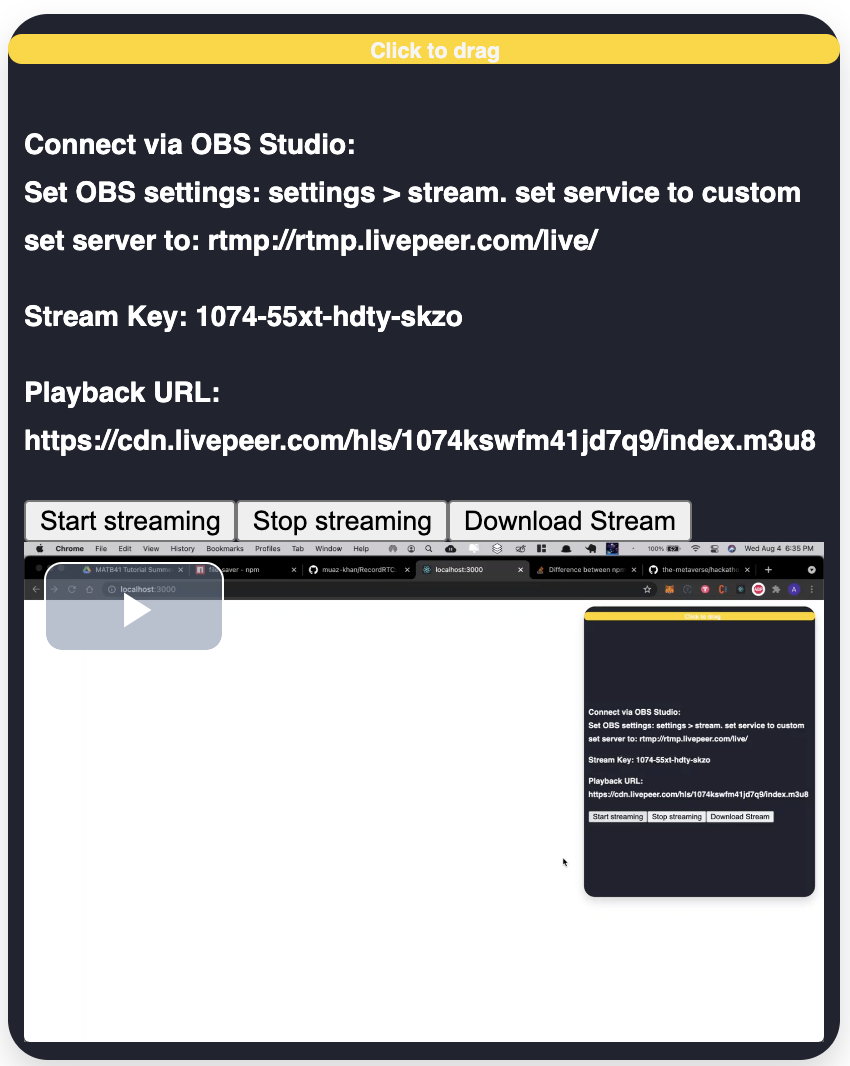 Click to drag
Connect via OBS Studio:
Set OBS settings: settings > stream. set service to custom
set server to: rtmp://rtmp.livepeer.com/live/
Stream Key: 1074-55xt-hdty-skzo
Playback URL:
https://cdn.livepeer.com/hls/1074kswfm41jd7q9/index.m3u8
Start streaming Stop streaming Download Stream
Chrome File Edit View History Bookmarks Profiles Tab Window Help 100% Wed Aug 4 6:35 PM
MATB41 Tutorial Summe saver - npm muaz-khan/RecordRTC: localhost:3000 Difference between npm the-metaverse/hackath
localhost:3000
Click to drag
Connect via OBS Studio:
Set OBS settings: settings > stream. set service to custom
set server to: rtmp://rtmp.livepeer.com/live/
Stream Key: 1074-55xt-hdty-skzo
Playback URL:
https://cdn.livepeer.com/hls/1074kswfm41jd7q9/index.m3u8
Start streaming Stop streaming Download Stream